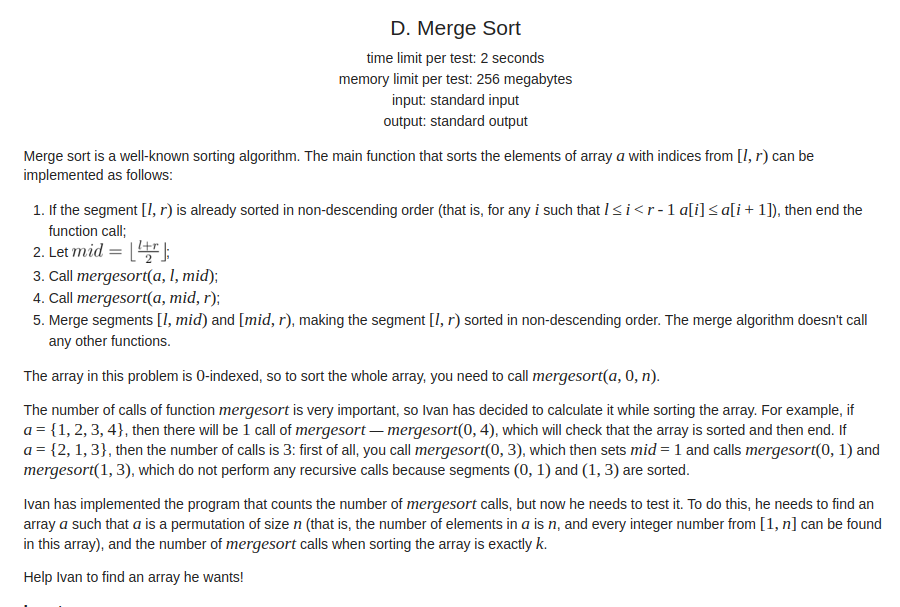 D. Merge Sort
time limit per test: 2 seconds
memory limit per test: 256 megabytes
input: standard input
output: standard output
Merge sort is a well-known sorting algorithm. The main function that sorts the elements of array a with indices from [l, r) can be
implemented as follows:
1. If the segment [l, r) is already sorted in non-descending order (that is, for any i such that l ≤ i < r - 1 a[i] ≤ a[i + 1]), then end the
function call;
2. Let mid = ⌊(l+r)/2⌋;
3. Call mergesort(a, l, mid);
4. Call mergesort(a, mid, r);
5. Merge segments [l, mid) and [mid, r), making the segment [l, r) sorted in non-descending order. The merge algorithm doesn't call
any other functions.
The array in this problem is 0-indexed, so to sort the whole array, you need to call mergesort(a, 0, n).
The number of calls of function mergesort is very important, so Ivan has decided to calculate it while sorting the array. For example, if
a = {1, 2, 3, 4}, then there will be 1 call of mergesort — mergesort(0, 4), which will check that the array is sorted and then end. If
a = {2, 1, 3}, then the number of calls is 3: first of all, you call mergesort(0, 3), which then sets mid = 1 and calls mergesort(0, 1) and
mergesort(1, 3), which do not perform any recursive calls because segments (0, 1) and (1, 3) are sorted.
Ivan has implemented the program that counts the number of mergesort calls, but now he needs to test it. To do this, he needs to find an
array a such that a is a permutation of size n (that is, the number of elements in a is n, and every integer number from [1, n] can be found
in this array), and the number of mergesort calls when sorting the array is exactly k.
Help Ivan to find an array he wants!